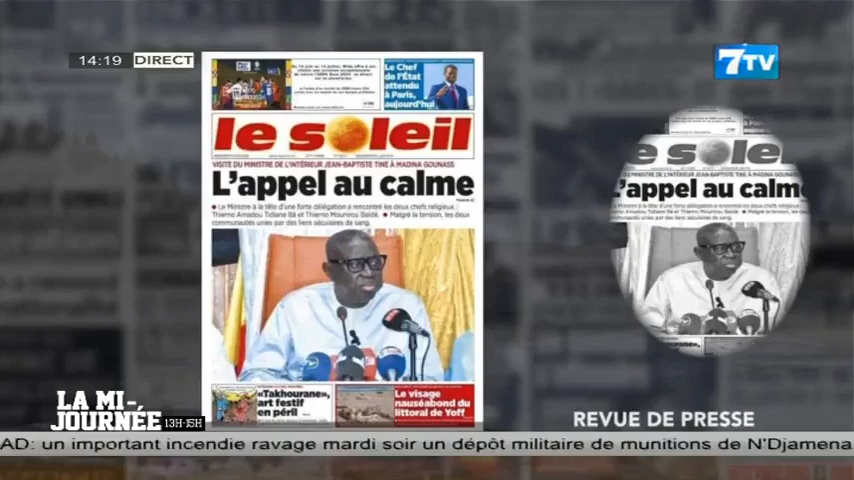 14:19 DIRECT
7TV
Le Chef
de l'État
attendu
à Paris,
aujourd'hui
le soleil
VISITE DU MINISTRE DE L'INTÉRIEUR JEAN-BAPTISTE TINE À MADINA GOUNASS
L'appel au calme
● Le Ministre à la tête d'une forte délégation a rencontré les deux chefs religieux :
Thierno Amadou Tidiane Bâ et Thierno Mounirou Baldé. ● Malgré la tension, les deux
communautés unies par des liens séculaires de sang.
«Takhourane»,
art festif
en péril
Le visage
nauséabond du
littoral de Yoff
le soleil
L'appel au calme
LA MI-
JOURNÉE
13H-15H
REVUE DE PRESSE
AD: un important incendie ravage mardi soir un dépôt militaire de munitions de N'Djamena